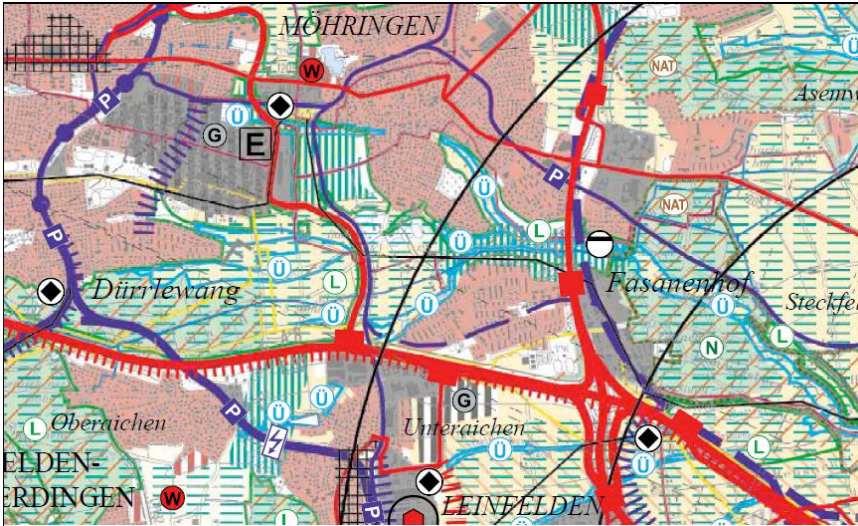 MÖHRINGEN
W
NAT
Ü
Asemw
P
Ü
G
E
P
NAT
Ü
L
P
Ü
Ü
L
Fasanenhof
Dürrlewang
Ü
Ü
Ü
Steckfe
L
N
P
Ü
G
L
Oberaichen
Ü
Unteraichen
Ü
L
ELDEN-
Ü
ERDINGEN
W
P
LEINFELDEN
L
Ü